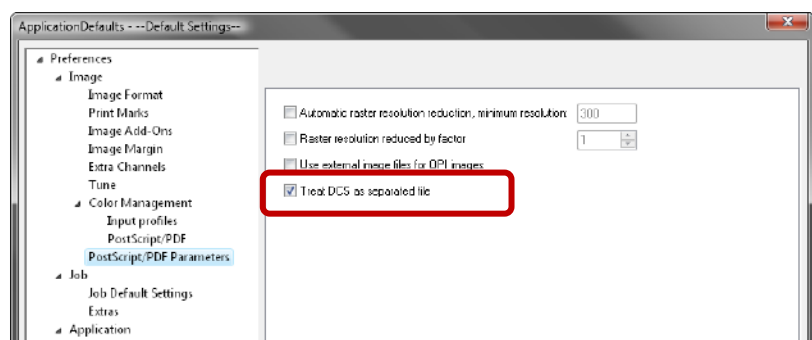 ApplicationDefaults - --Default Settings--
Preferences
Image
Image Format
Print Marks
Image Add-Ons
Image Margin
Extra Channels
Tune
Color Management
Input profiles
PostScript/PDF
PostScript/PDF Parameters
Job
Job Default Settings
Extras
Application
Automatic raster resolution reduction, minimum resolution: 300
Raster resolution reduced by factor 1
Use external image files for OPI images
Treat DCS as separated file